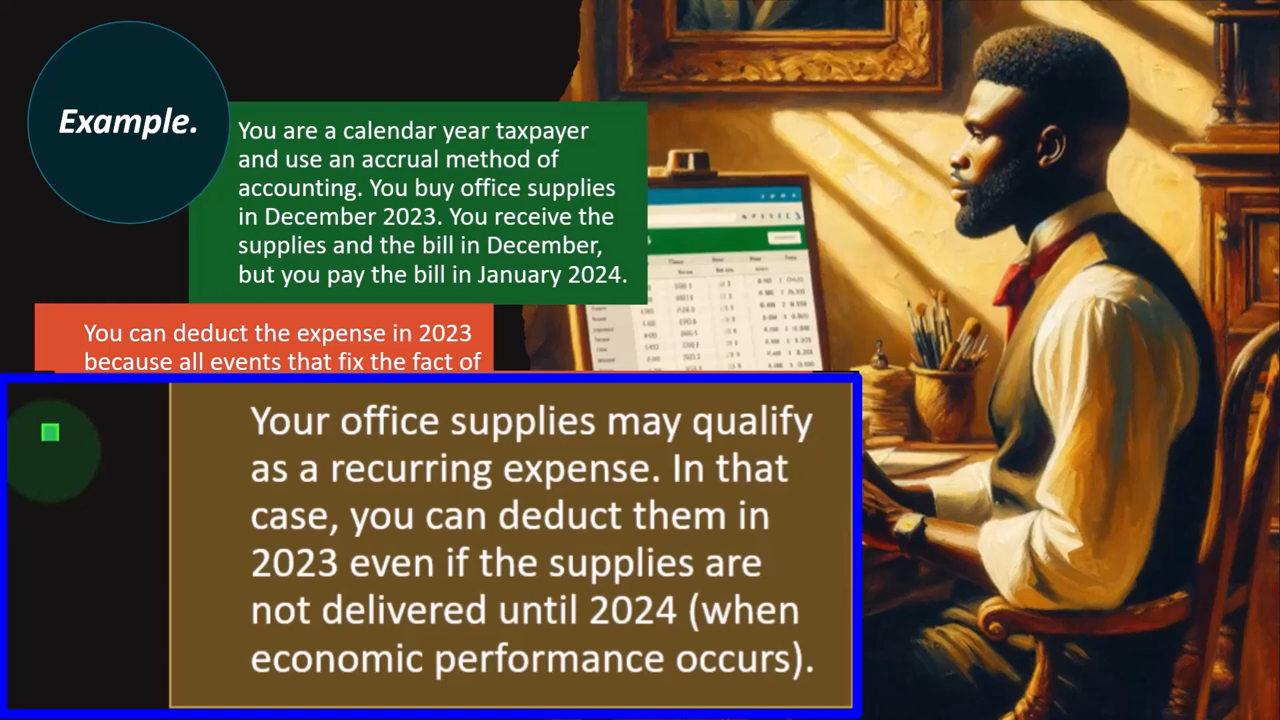 Example.
You are a calendar year taxpayer
and use an accrual method of
accounting. You buy office supplies
in December 2023. You receive the
supplies and the bill in December,
but you pay the bill in January 2024.
You can deduct the expense in 2023
because all events that fix the fact of
Your office supplies may qualify
as a recurring expense. In that
case, you can deduct them in
2023 even if the supplies are
not delivered until 2024 (when
economic performance occurs).